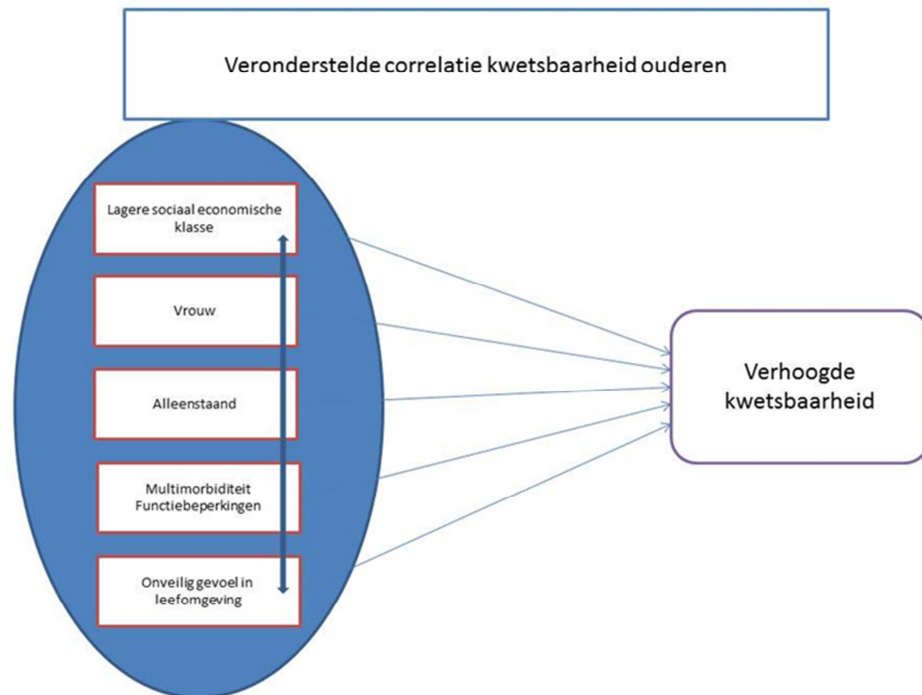 Veronderstelde correlatie kwetsbaarheid ouderen
Lagere sociaal economische
klasse
Vrouw
Alleenstaand
Multimorbiditeit
Functiebeperkingen
Onveilig gevoel in
leefomgeving
Verhoogde
kwetsbaarheid